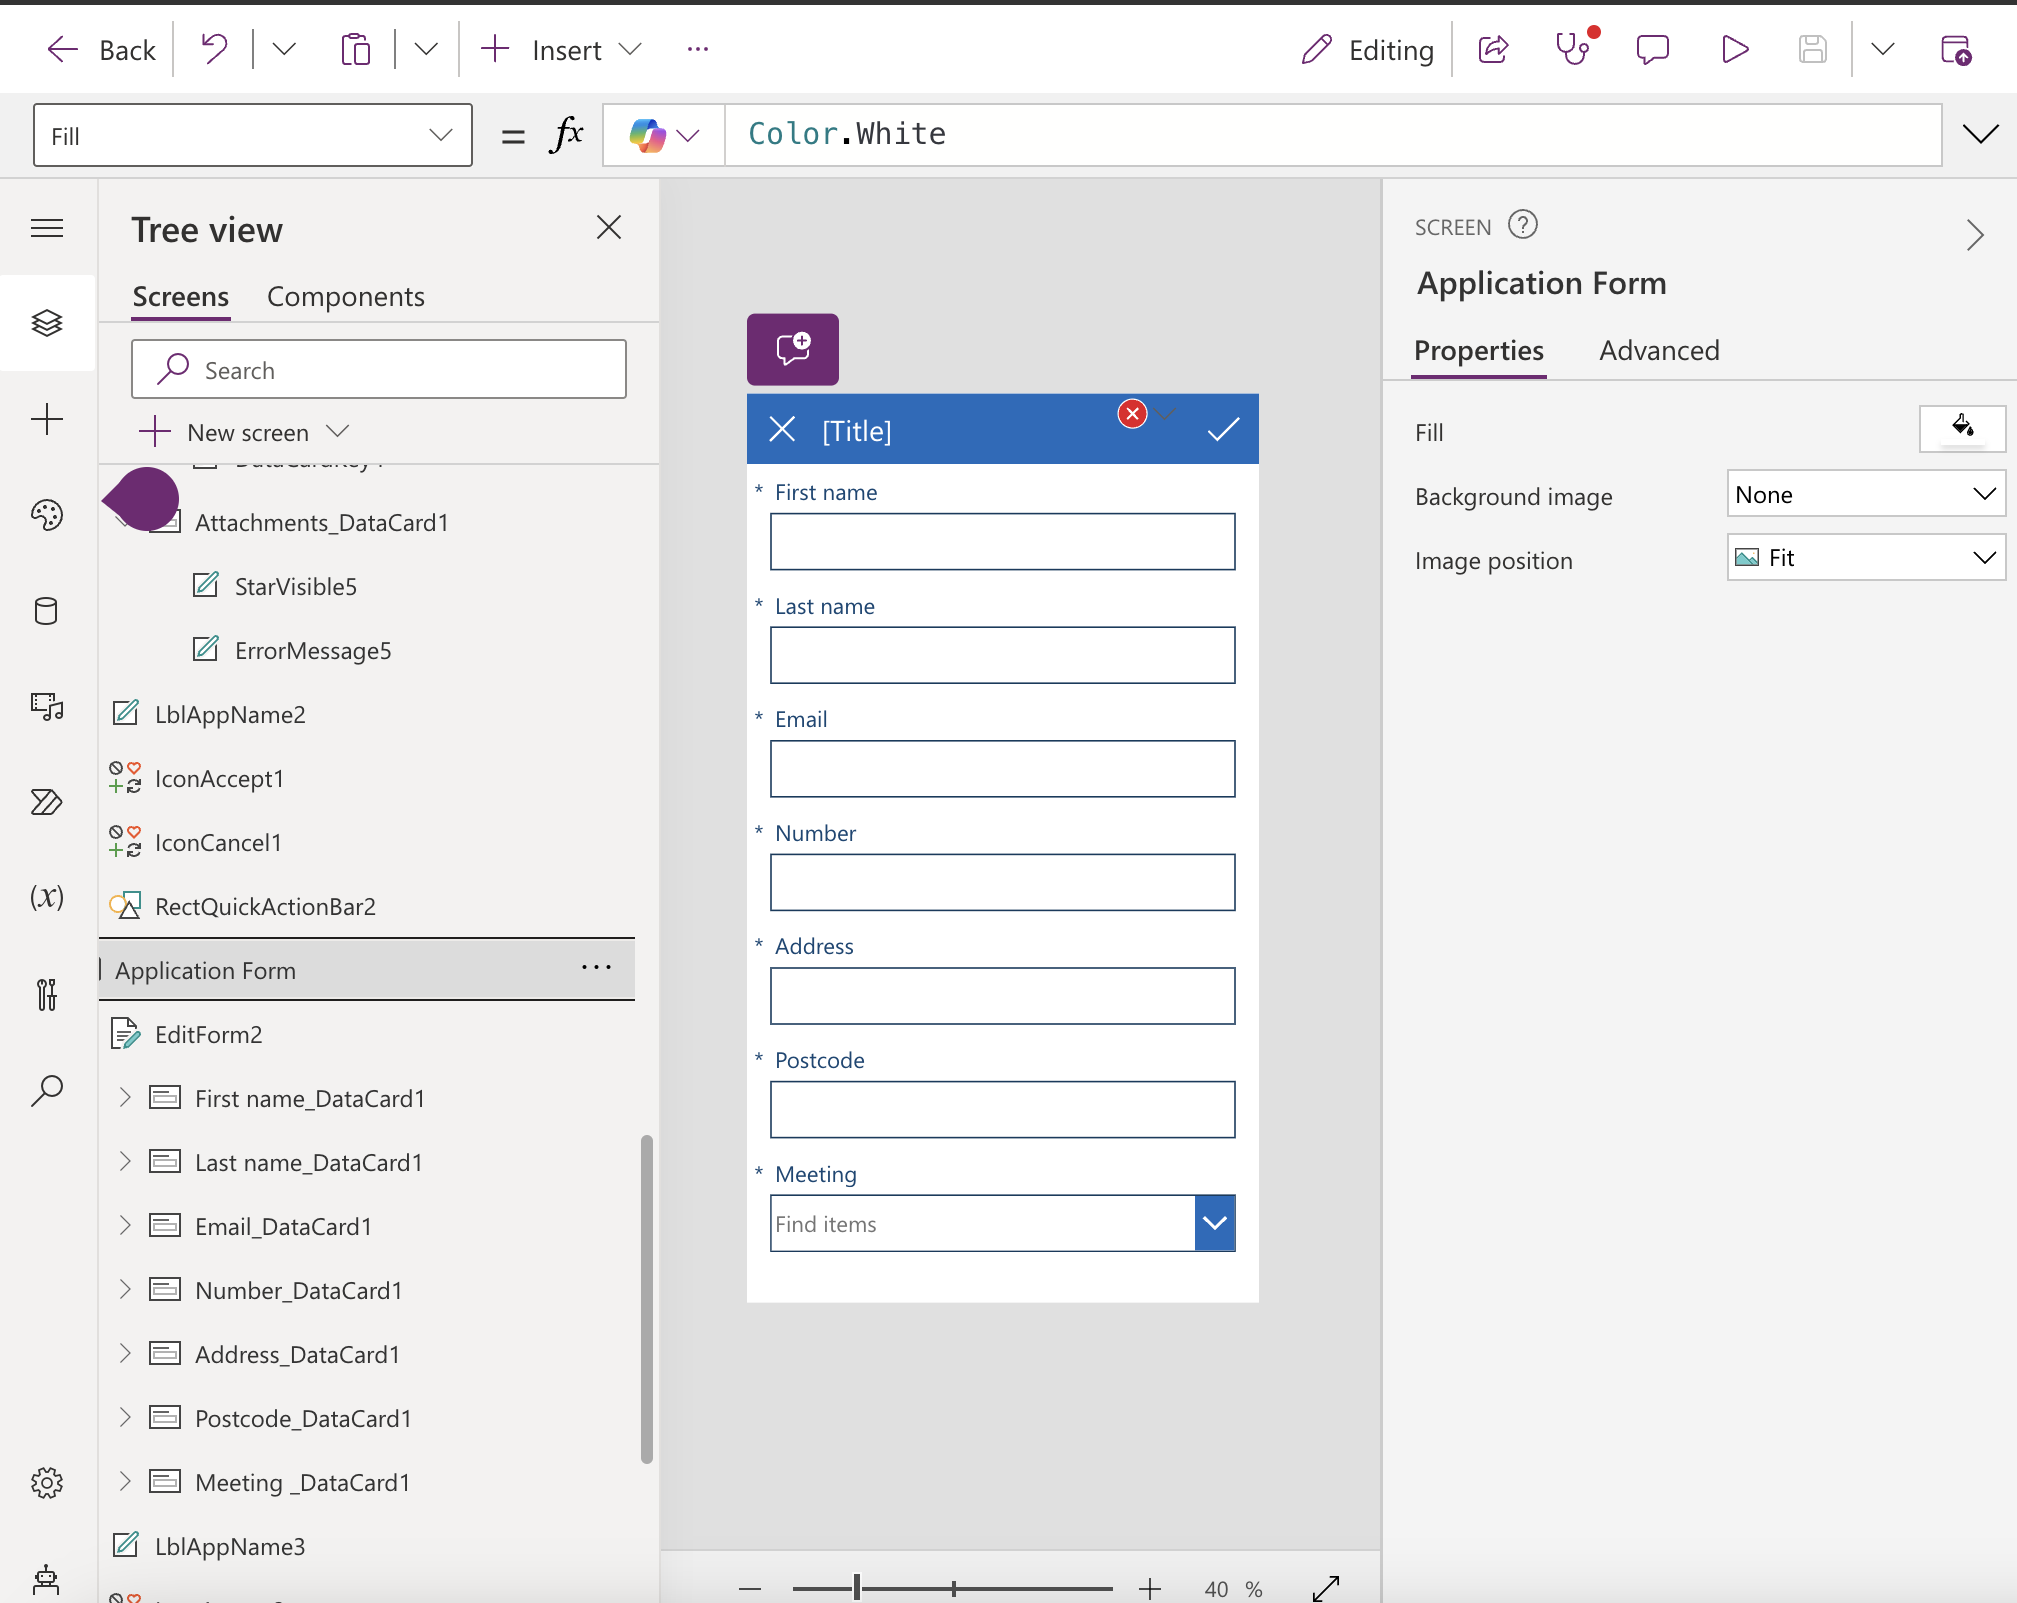 Back
Insert
Editing
Fill
= fx
Color.White
Tree view
Screens
Components
Search
New screen
DataCardKey4
Attachments_DataCard1
StarVisible5
ErrorMessage5
LblAppName2
IconAccept1
IconCancel1
RectQuickActionBar2
Application Form
EditForm2
First name_DataCard1
Last name_DataCard1
Email_DataCard1
Number_DataCard1
Address_DataCard1
Postcode_DataCard1
Meeting _DataCard1
LblAppName3
(x)
[Title]
* First name
* Last name
* Email
* Number
* Address
* Postcode
* Meeting
Find items
40 %
SCREEN
Application Form
Properties
Advanced
Fill
Background image
None
Image position
Fit